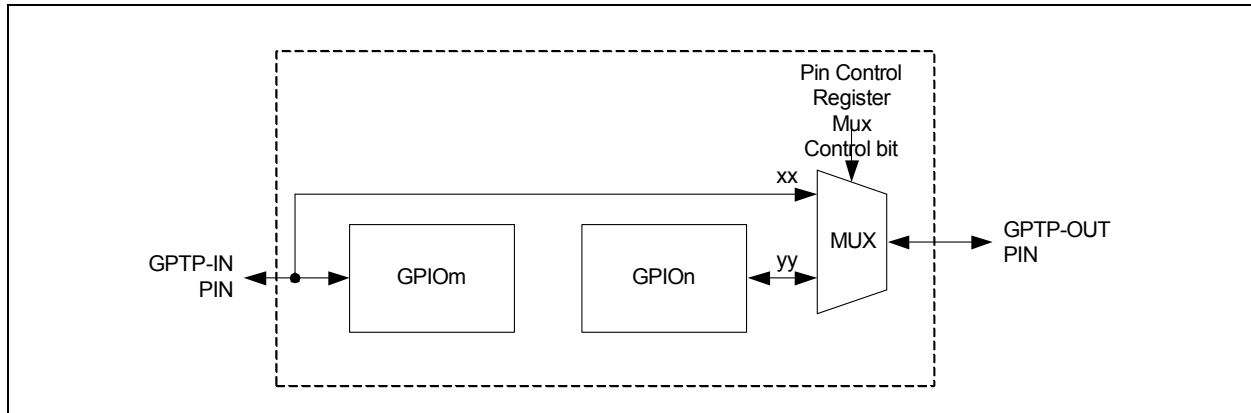 Pin Control
Register
Mux
Control bit
xx
MUX
GPTP-IN
PIN
GPIOm
GPIOn
yy
GPTP-OUT
PIN